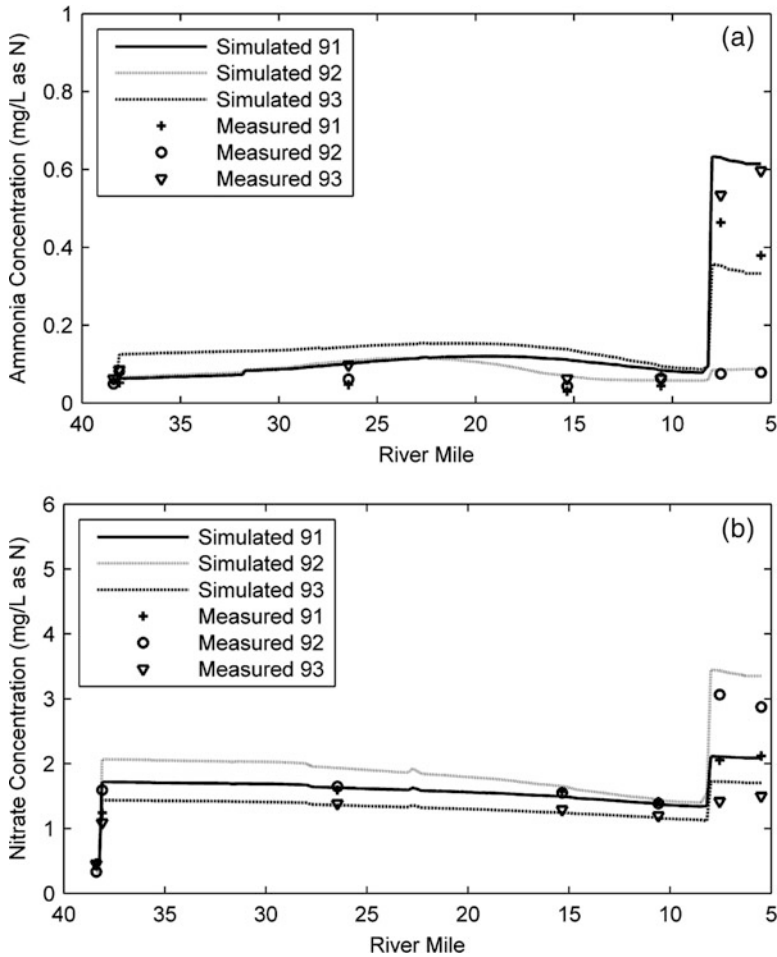 (a)
Simulated 91
Simulated 92
Simulated 93
Measured 91
Measured 92
Measured 93
Ammonia Concentration (mg/L as N)
1
0.8
0.6
0.4
0.2
0
40 35 30 25 20 15 10 5
River Mile
(b)
Simulated 91
Simulated 92
Simulated 93
Measured 91
Measured 92
Measured 93
Nitrate Concentration (mg/L as N)
6
5
4
3
2
1
0
40 35 30 25 20 15 10 5
River Mile